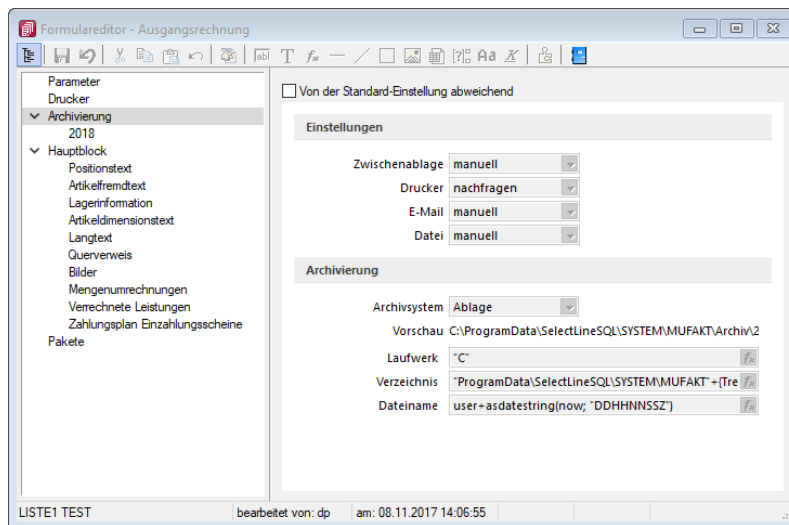 Formulareditor - Ausgangsrechnung
Parameter
Drucker
Archivierung
2018
Hauptblock
Positionstext
Artikelfremdtext
Lagerinformation
Artikeldimensionstext
Langtext
Querverweis
Bilder
Mengenumrechnungen
Verrechnete Leistungen
Zahlungsplan Einzahlungsscheine
Pakete
Von der Standard-Einstellung abweichend
Einstellungen
Zwischenablage manuell
Drucker nachfragen
E-Mail manuell
Datei manuell
Archivierung
Archivsystem Ablage
Vorschau C:\ProgramData\SelectLineSQL\SYSTEM\MUFAKT\Archiv\2
Laufwerk "C"
Verzeichnis "ProgramData\SelectLineSQL\SYSTEM\MUFAKT"+{Tre
Dateiname user+asdatestring(now; "DDHHNNSSZ")
LISTE1 TEST bearbeitet von: dp am: 08.11.2017 14:06:55